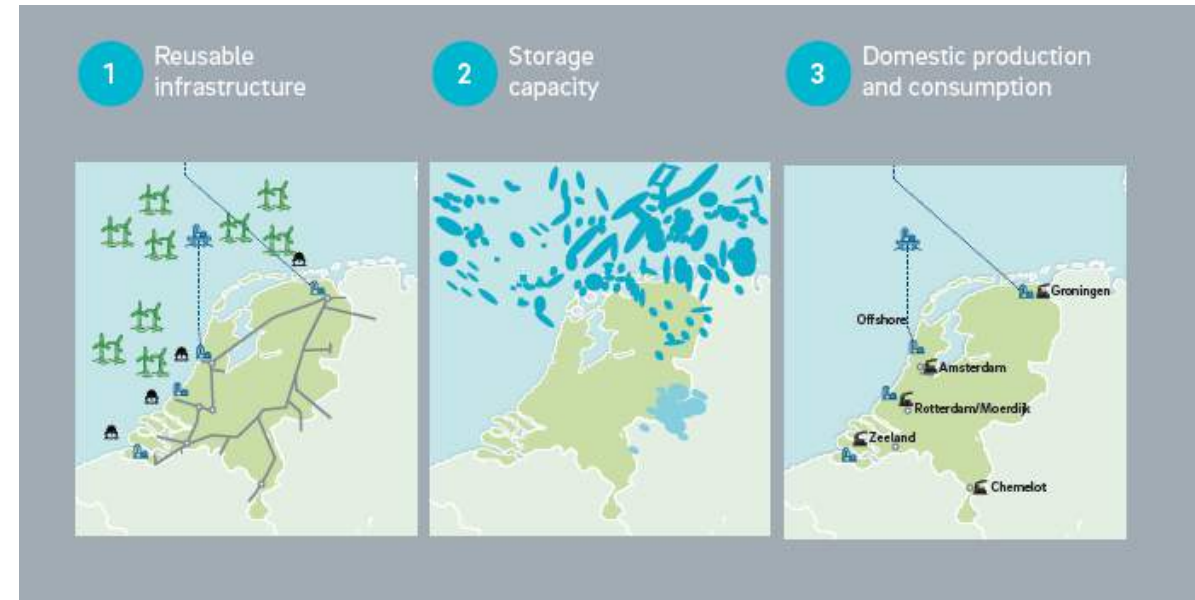 1
Reusable
infrastructure
2
Storage
capacity
3
Domestic production
and consumption
Groningen
Offshore
Amsterdam
Rotterdam/Moerdijk
Zeeland
Chemelot